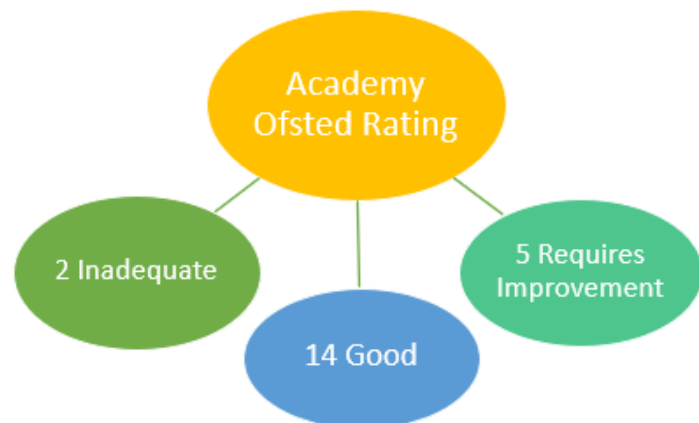 Academy
Ofsted Rating
2 Inadequate
14 Good
5 Requires
Improvement